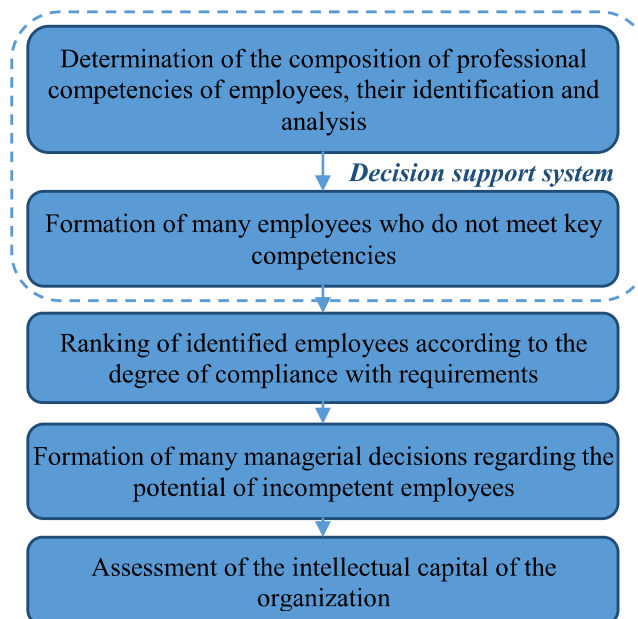 Determination of the composition of professional
competencies of employees, their identification and
analysis
Decision support system
Formation of many employees who do not meet key
competencies
Ranking of identified employees according to the
degree of compliance with requirements
Formation of many managerial decisions regarding the
potential of incompetent employees
Assessment of the intellectual capital of the
organization